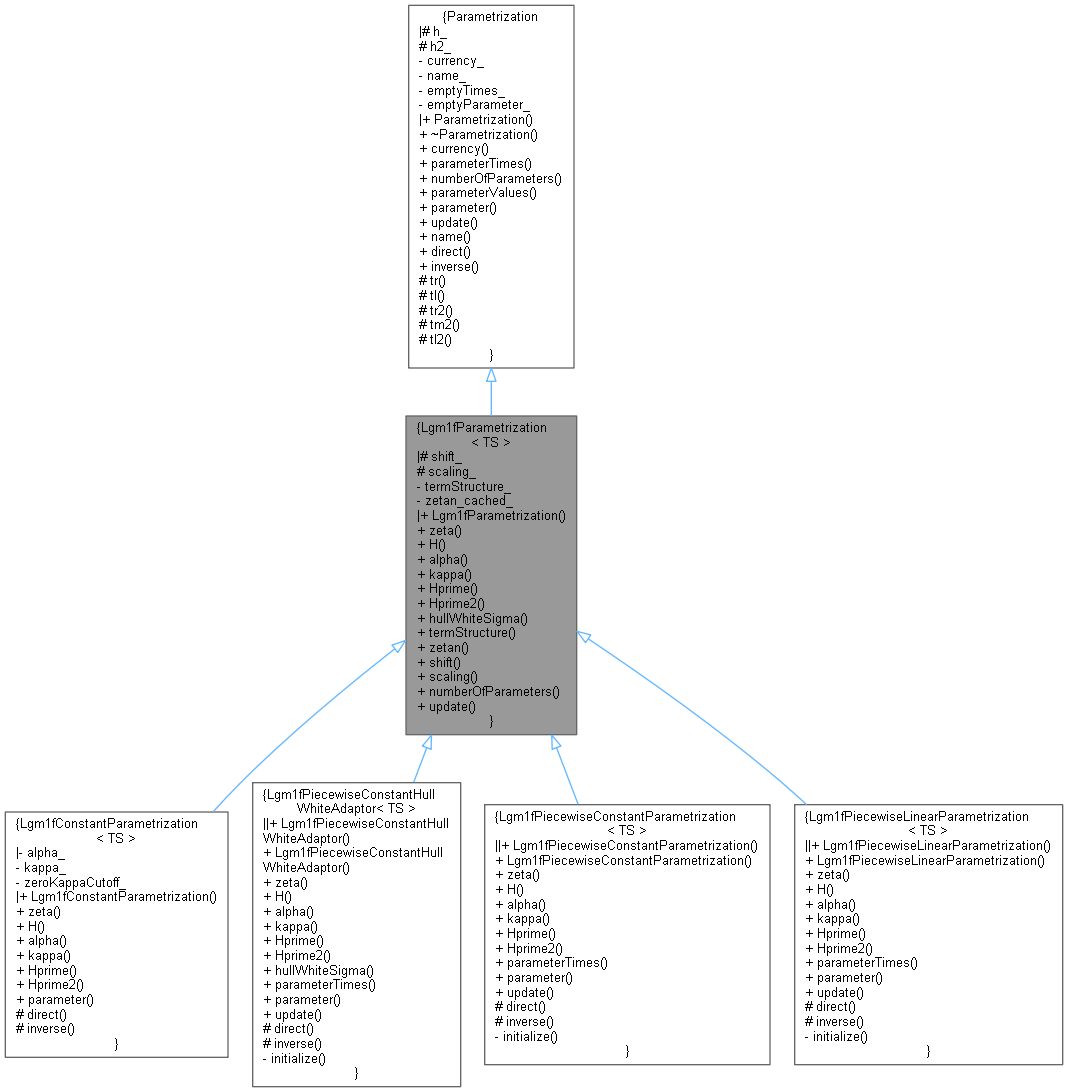 {Parametrization
|# h_
# h2_
- currency_
- name_
- emptyTimes_
- emptyParameter_
|+ Parametrization()
+ ~Parametrization()
+ currency()
+ parameterTimes()
+ numberOfParameters()
+ parameterValues()
+ parameter()
+ update()
+ name()
+ direct()
+ inverse()
# tr()
# tl()
# tr2()
# tm2()
# tl2()
}
{Lgm1fParametrization
< TS >
|# shift_
# scaling_
- termStructure_
- zetan_cached_
|+ Lgm1fParametrization()
+ zeta()
+ H()
+ alpha()
+ kappa()
+ Hprime()
+ Hprime2()
+ hullWhiteSigma()
+ termStructure()
+ zetan()
+ shift()
+ scaling()
+ numberOfParameters()
+ update()
}
{Lgm1fConstantParametrization
< TS >
|- alpha_
- kappa_
- zeroKappaCutoff_
|+ Lgm1fConstantParametrization()
+ zeta()
+ H()
+ alpha()
+ kappa()
+ Hprime()
+ Hprime2()
+ parameter()
# direct()
# inverse()
}
{Lgm1fPiecewiseConstantHull
WhiteAdaptor< TS >
||+ Lgm1fPiecewiseConstantHull
WhiteAdaptor()
+ Lgm1fPiecewiseConstantHull
WhiteAdaptor()
+ zeta()
+ H()
+ alpha()
+ kappa()
+ Hprime()
+ Hprime2()
+ hullWhiteSigma()
+ parameterTimes()
+ parameter()
+ update()
# direct()
# inverse()
- initialize()
}
{Lgm1fPiecewiseConstantParametrization
< TS >
||+ Lgm1fPiecewiseConstantParametrization()
+ Lgm1fPiecewiseConstantParametrization()
+ zeta()
+ H()
+ alpha()
+ kappa()
+ Hprime()
+ Hprime2()
+ parameterTimes()
+ parameter()
+ update()
# direct()
# inverse()
- initialize()
}
{Lgm1fPiecewiseLinearParametrization
< TS >
||+ Lgm1fPiecewiseLinearParametrization()
+ Lgm1fPiecewiseLinearParametrization()
+ zeta()
+ H()
+ alpha()
+ kappa()
+ Hprime()
+ Hprime2()
+ parameterTimes()
+ parameter()
+ update()
# direct()
# inverse()
- initialize()
}